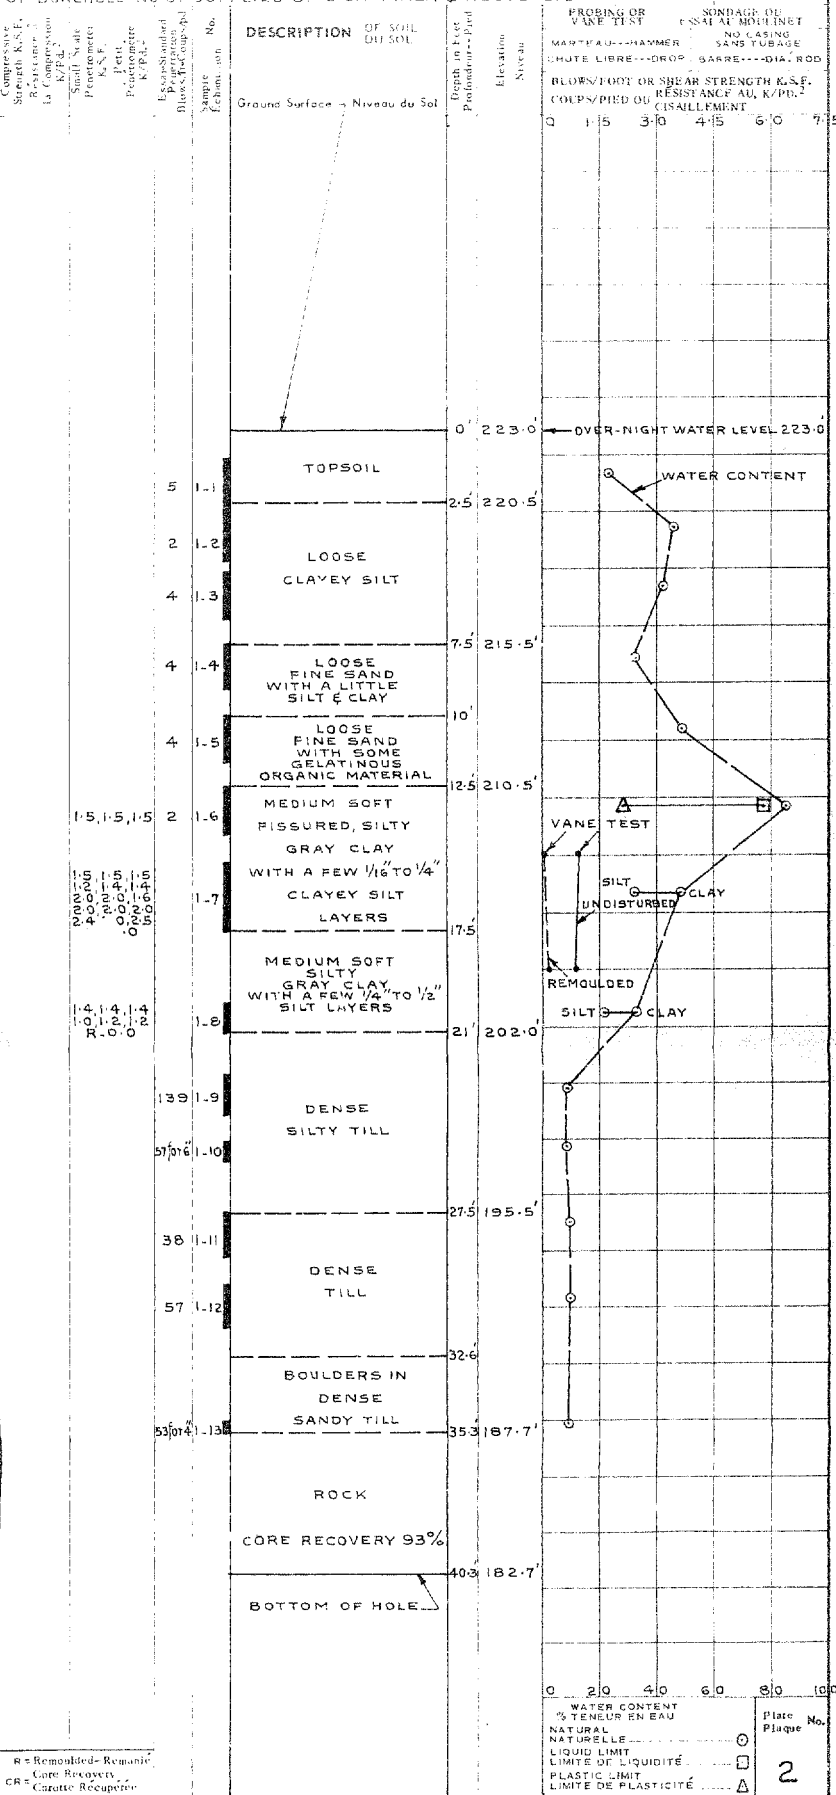 Compressive
Strength K.S.F.
Résistance à
La Compression
K/Pd.²
Small Scale
Penetrometer
K.S.F.
Petit
Penetrometre
K/Pd.²
Essais-Standard
Penetration
Blows/ft-Coups/pd
Sample No.
Échantillon
DESCRIPTION OF SOIL
DU SOL
Ground Surface - Niveau du Sol
Depth in Feet
Profondeur--Pied
Elevation
Niveau
PROBING OR
VANE TEST
SONDAGE OU
ESSAI AU MOULINET
NO CASING
SANS TUBAGE
MARTEAU---HAMMER
CHUTE LIBRE---DROP
BARRE----DIA. ROD
BLOWS/FOOT OR SHEAR STRENGTH K.S.F.
COUPS/PIED OU RÉSISTANCE AU, K/PD.²
CISAILLEMENT
0 1.5 3.0 4.5 6.0 7.5
0' 223.0' OVER-NIGHT WATER LEVEL 223.0'
TOPSOIL
WATER CONTENT
5 1-1
2.5' 220.5'
2 1-2
LOOSE
CLAYEY SILT
4 1-3
7.5' 215.5'
4 1-4
LOOSE
FINE SAND
WITH A LITTLE
SILT & CLAY
10'
4 1-5
LOOSE
FINE SAND
WITH SOME
GELATINOUS
ORGANIC MATERIAL
12.5' 210.5'
1.5, 1.5, 1.5 2 1-6
MEDIUM SOFT
FISSURED, SILTY
GRAY CLAY
WITH A FEW 1/16" TO 1/4"
CLAYEY SILT
LAYERS
VANE TEST
1.5, 1.5, 1.5
1.2, 1.4, 1.4
2.0, 2.0, 1.6
2.0, 2.0, 2.0
1-7
SILT CLAY
UNDISTURBED
17.5'
MEDIUM SOFT
SILTY
GRAY CLAY
WITH A FEW 1/4" TO 1/2"
SILT LAYERS
REMOULDED
1.4, 1.4, 1.4
1.0, 1.2, 1.2
R-0.0
1-8
SILT CLAY
21' 202.0'
139 1-9
DENSE
SILTY TILL
57 for 6" 1-10
27.5' 195.5'
38 1-11
DENSE
TILL
57 1-12
32.6'
BOULDERS IN
DENSE
SANDY TILL
53 for 4" 1-13
35.3' 187.7'
ROCK
CORE RECOVERY 93%
40.3' 182.7'
BOTTOM OF HOLE
0 20 40 60 80 100
WATER CONTENT
% TENEUR EN EAU
NATURAL
NATURELLE
LIQUID LIMIT
LIMITE DE LIQUIDITÉ
PLASTIC LIMIT
LIMITE DE PLASTICITÉ
Plate No.
Plaque
2
R = Remoulded-Remanié
CR = Core Recovery
Carotte Récupérée